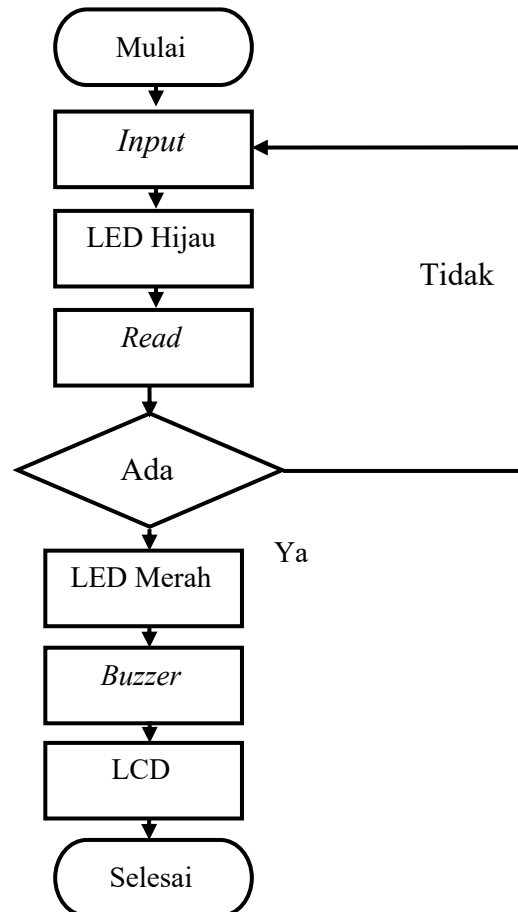 Mulai
Input
LED Hijau
Tidak
Read
Ada
Ya
LED Merah
Buzzer
LCD
Selesai